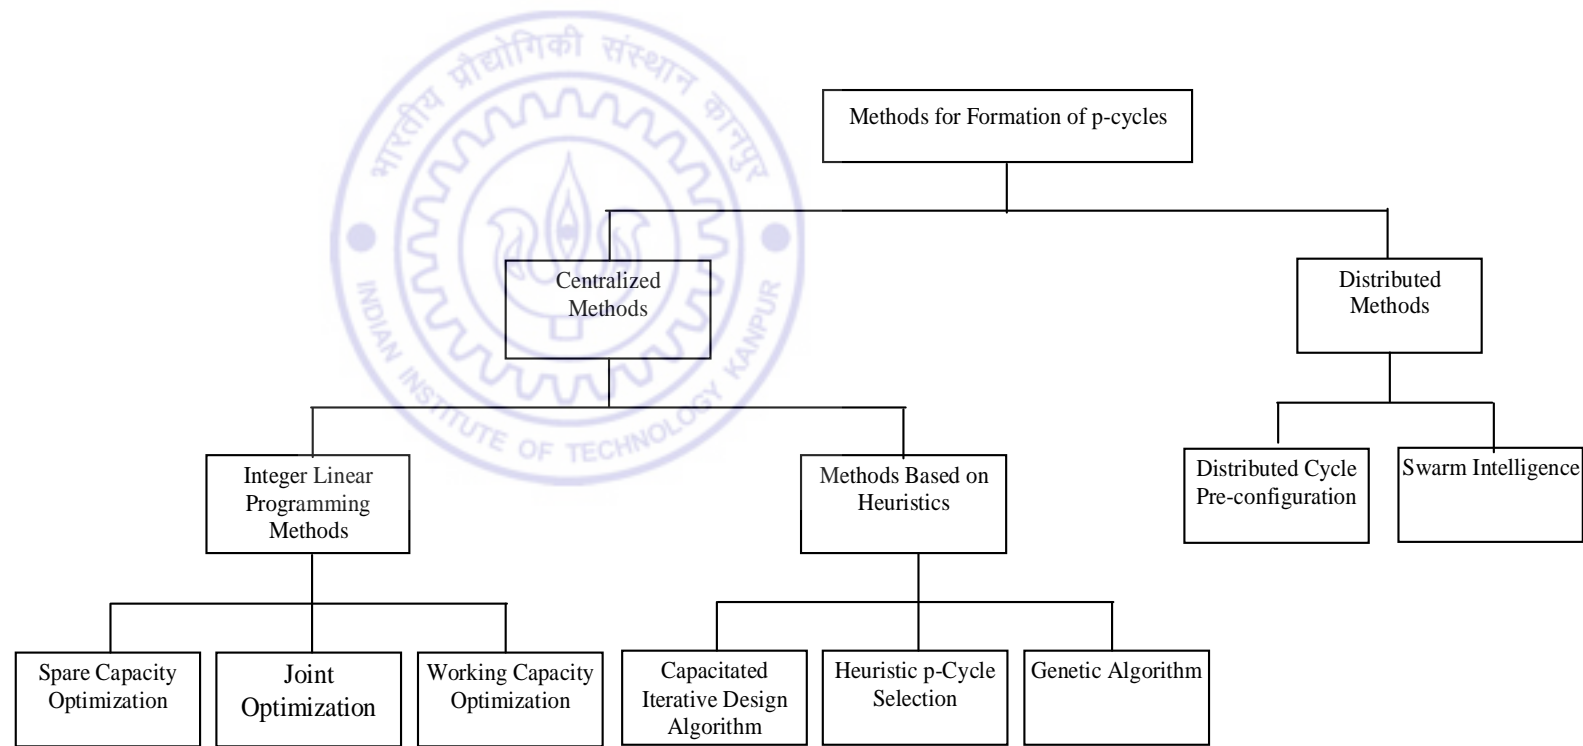 भारतीय प्रौद्योगिकी संस्थान कानपुर
INDIAN INSTITUTE OF TECHNOLOGY KANPUR
Methods for Formation of p-cycles
Centralized
Methods
Distributed
Methods
Integer Linear
Programming
Methods
Methods Based on
Heuristics
Distributed Cycle
Pre-configuration
Swarm Intelligence
Spare Capacity
Optimization
Joint
Optimization
Working Capacity
Optimization
Capacitated
Iterative Design
Algorithm
Heuristic p-Cycle
Selection
Genetic Algorithm